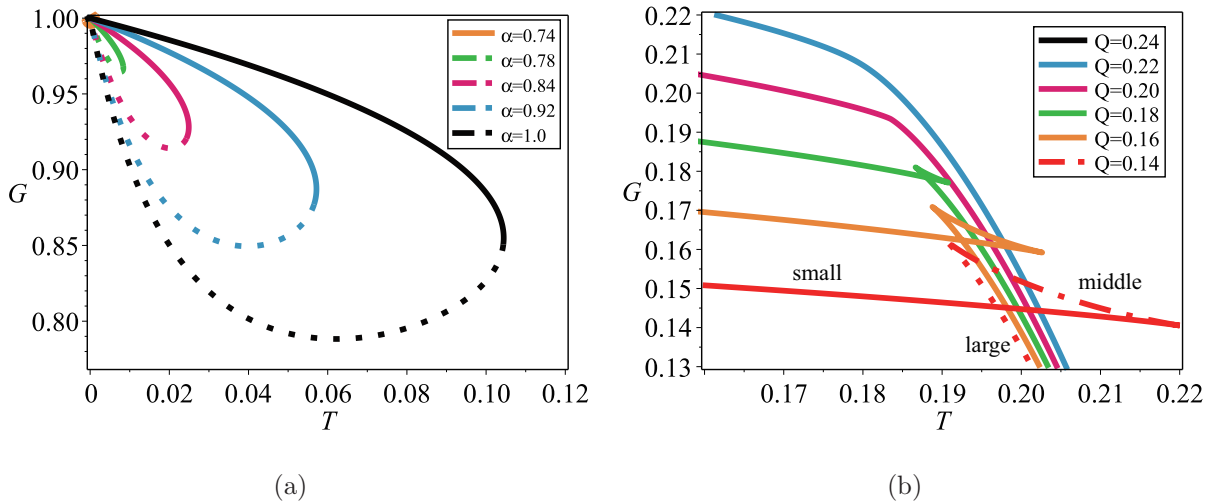 1.00
0.95
0.90
0.85
0.80
G
0
0.02
0.04
0.06
0.08
0.10
0.12
T
α=0.74
α=0.78
α=0.84
α=0.92
α=1.0
(a)
0.22
0.21
0.20
0.19
0.18
G
0.17
0.16
0.15
0.14
0.13
0.17
0.18
0.19
0.20
0.21
0.22
T
Q=0.24
Q=0.22
Q=0.20
Q=0.18
Q=0.16
Q=0.14
small
middle
large
(b)